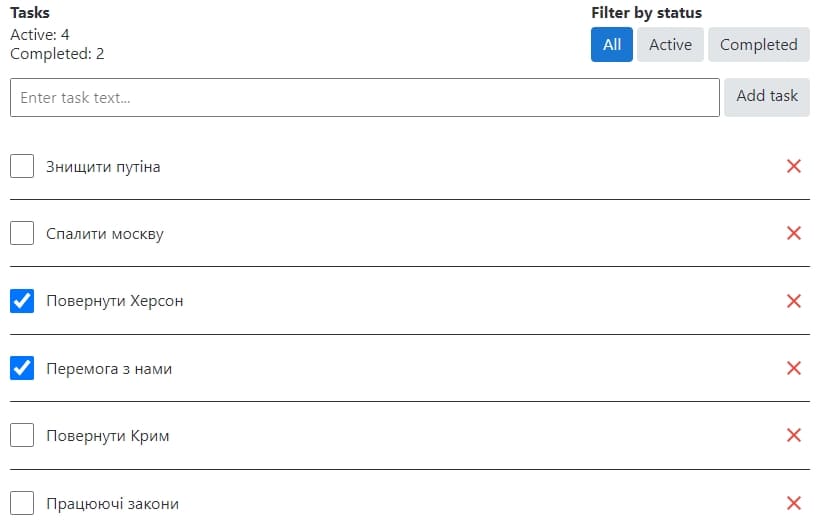 Tasks
Active: 4
Completed: 2
Filter by status
All Active Completed
Enter task text...
Add task
Знищити путіна
Спалити москву
Повернути Херсон
Перемога з нами
Повернути Крим
Працюючі закони